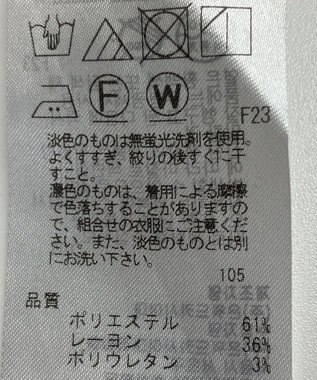 F W
F23
淡色のものは無蛍光洗剤を使用。
よくすすぎ、絞りの後すぐに干
すこと。
濃色のものは、着用による摩擦
で色落ちすることがありますの
で、組合せの衣服にご注意くだ
さい。また、淡色のものとは別
にお洗い下さい。
105
品質
ポリエステル 61%
レーヨン 36%
ポリウレタン 3%